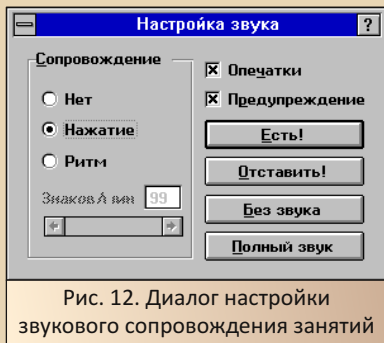 Настройка звука ?
Сопровождение
Нет
Нажатие
Ритм
Знаков/мин 99
Опечатки
Предупреждение
Есть!
Отставить!
Без звука
Полный звук
Рис. 12. Диалог настройки
звукового сопровождения занятий